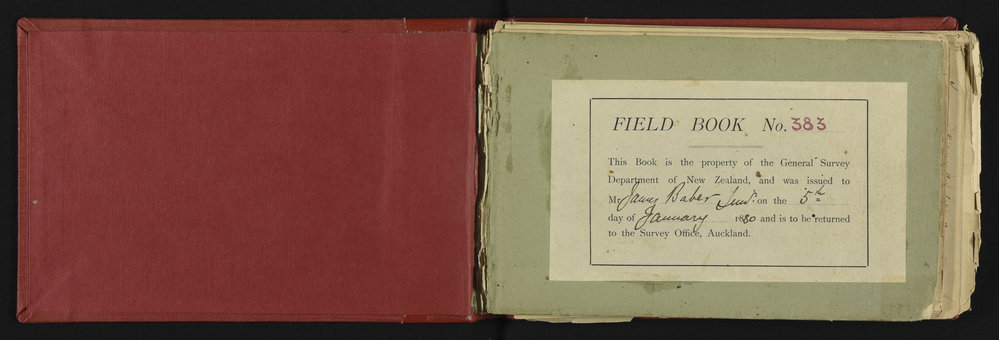 FIELD BOOK No. 383
This Book is the property of the General Survey
Department of New Zealand, and was issued to
Mr James Baber Junr. on the 5th
day of January 1880 and is to be returned
to the Survey Office, Auckland.